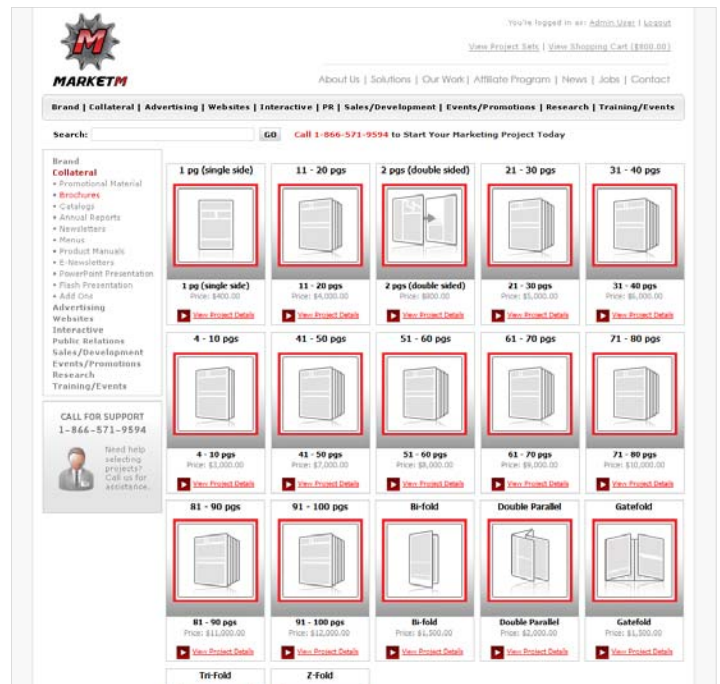 You're logged in as: Admin User | Logout
View Project Sets | View Shopping Cart ($800.00)
M
MARKETM
About Us | Solutions | Our Work | Affiliate Program | News | Jobs | Contact
Brand | Collateral | Advertising | Websites | Interactive | PR | Sales/Development | Events/Promotions | Research | Training/Events
Search: GO Call 1-866-571-9594 to Start Your Marketing Project Today
Brand
Collateral
• Promotional Material
• Brochures
• Catalogs
• Annual Reports
• Newsletters
• Menus
• Product Manuals
• E-Newsletters
• PowerPoint Presentation
• Flash Presentation
• Add Ons
Advertising
Websites
Interactive
Public Relations
Sales/Development
Events/Promotions
Research
Training/Events
CALL FOR SUPPORT
1-866-571-9594
Need help
selecting
projects?
Call us for
assistance.
1 pg (single side) 11 - 20 pgs 2 pgs (double sided) 21 - 30 pgs 31 - 40 pgs
1 pg (single side) 11 - 20 pgs 2 pgs (double sided) 21 - 30 pgs 31 - 40 pgs
Price: $400.00 Price: $4,000.00 Price: $800.00 Price: $5,000.00 Price: $6,000.00
View Project Details View Project Details View Project Details View Project Details View Project Details
4 - 10 pgs 41 - 50 pgs 51 - 60 pgs 61 - 70 pgs 71 - 80 pgs
4 - 10 pgs 41 - 50 pgs 51 - 60 pgs 61 - 70 pgs 71 - 80 pgs
Price: $3,000.00 Price: $7,000.00 Price: $8,000.00 Price: $9,000.00 Price: $10,000.00
View Project Details View Project Details View Project Details View Project Details View Project Details
81 - 90 pgs 91 - 100 pgs Bi-fold Double Parallel Gatefold
81 - 90 pgs 91 - 100 pgs Bi-fold Double Parallel Gatefold
Price: $11,000.00 Price: $12,000.00 Price: $1,500.00 Price: $2,000.00 Price: $1,500.00
View Project Details View Project Details View Project Details View Project Details View Project Details
Tri-Fold Z-Fold